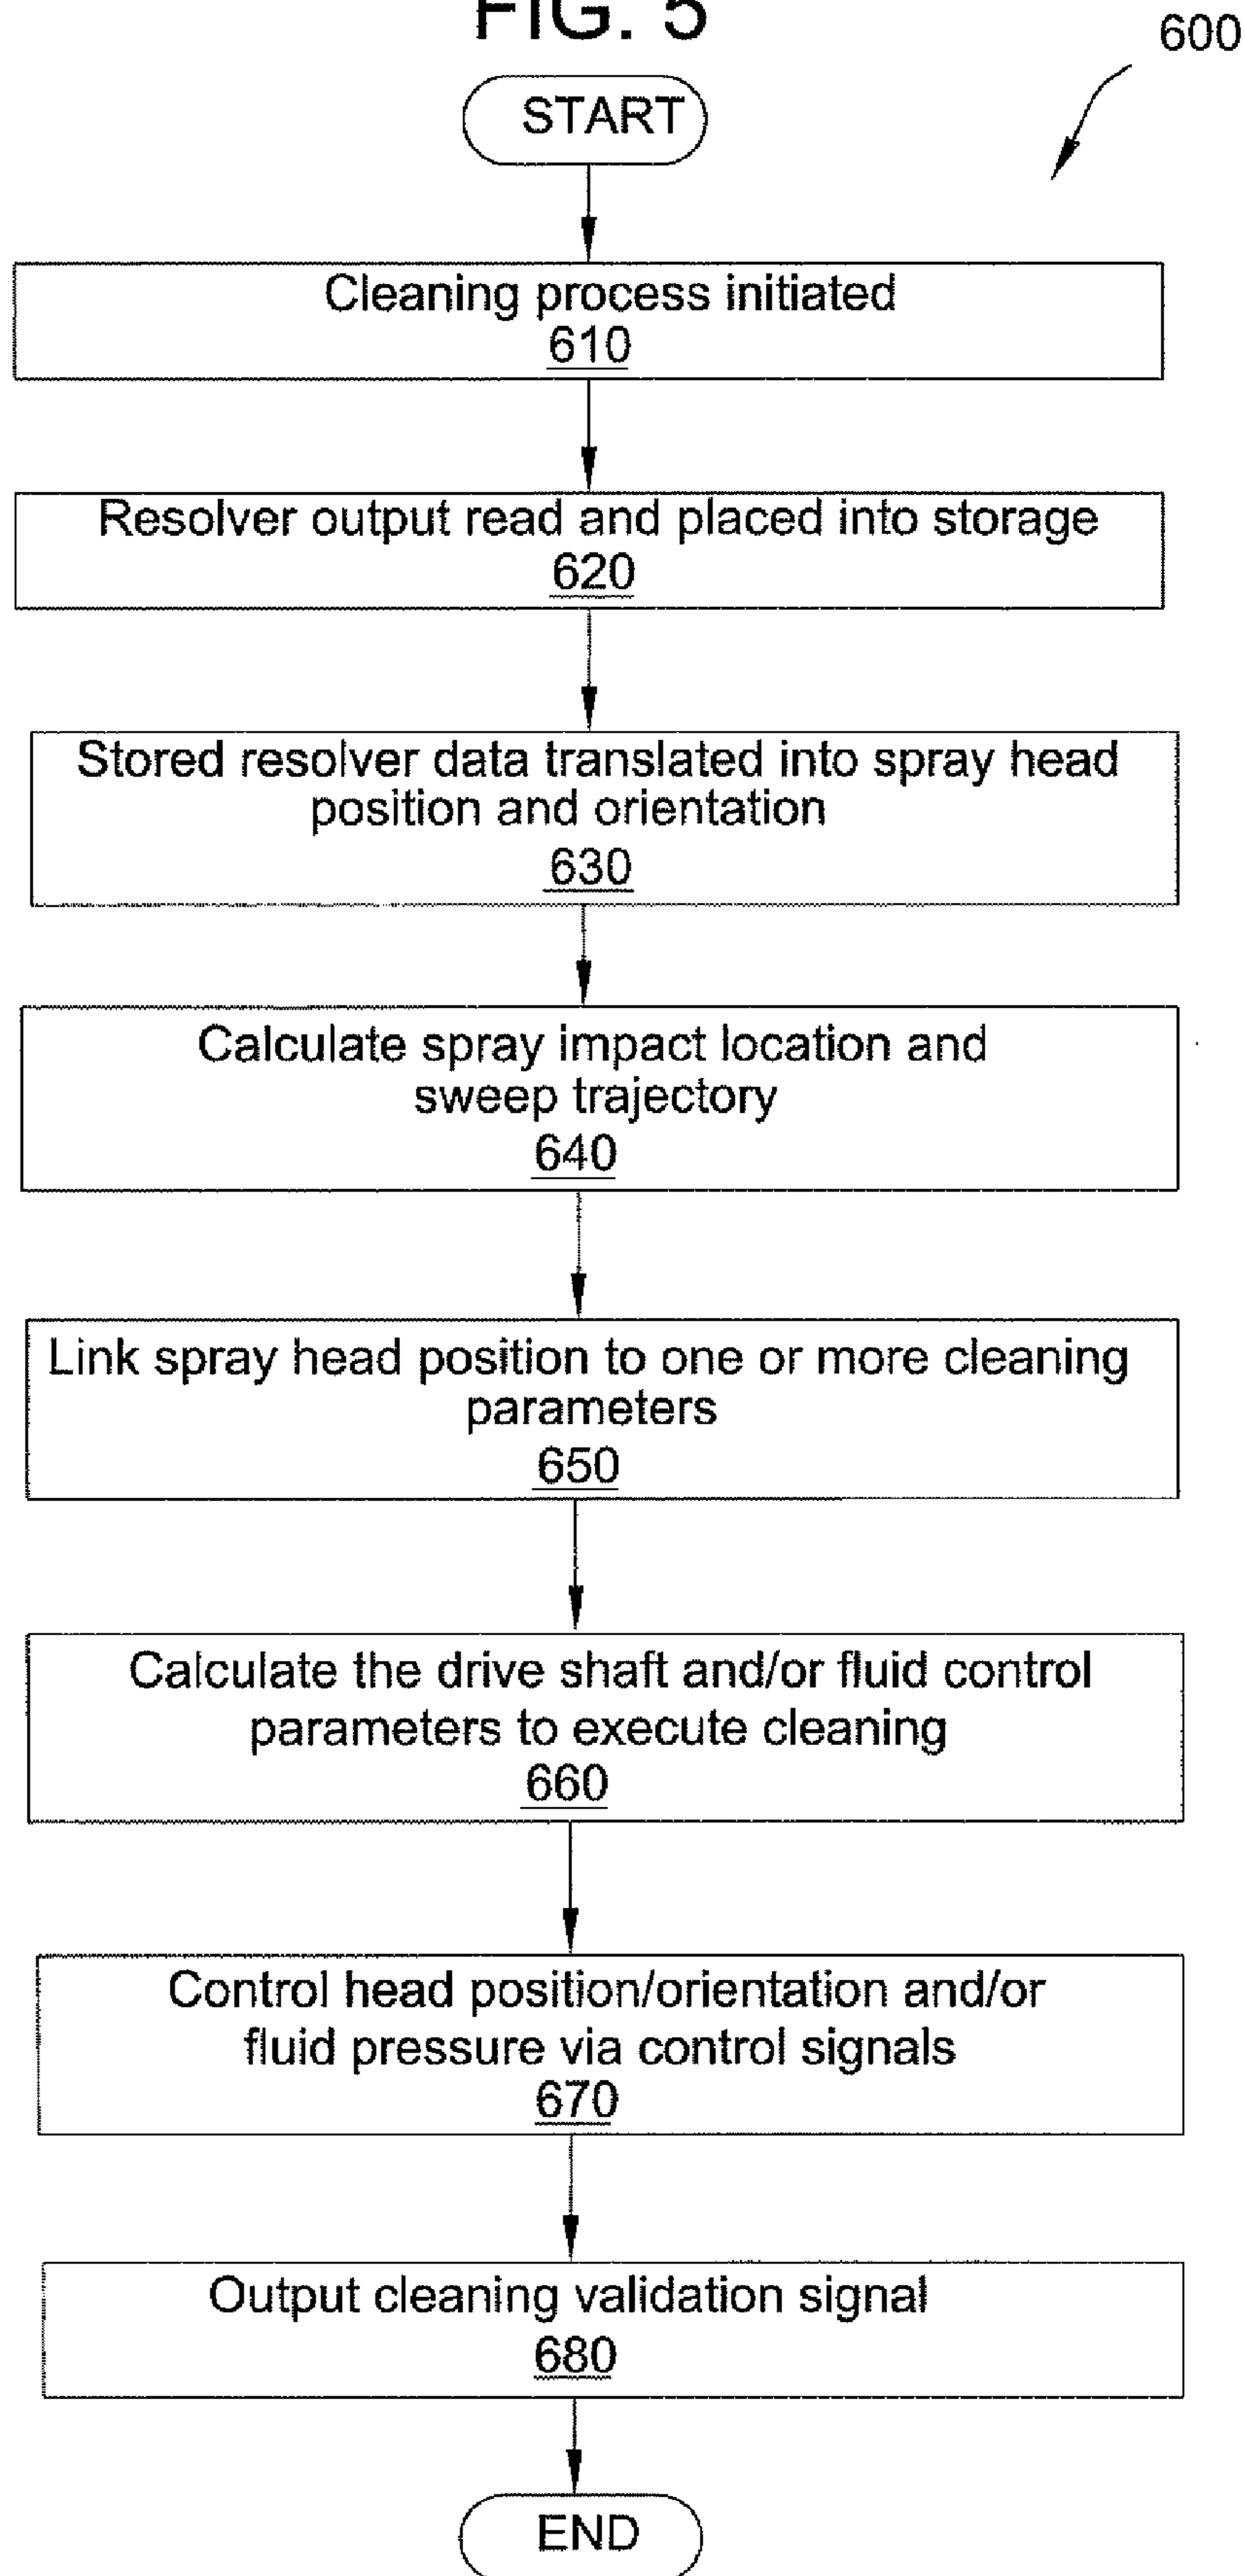 FIG. 5
600
START
Cleaning process initiated
610
Resolver output read and placed into storage
620
Stored resolver data translated into spray head
position and orientation
630
Calculate spray impact location and
sweep trajectory
640
Link spray head position to one or more cleaning
parameters
650
Calculate the drive shaft and/or fluid control
parameters to execute cleaning
660
Control head position/orientation and/or
fluid pressure via control signals
670
Output cleaning validation signal
680
END